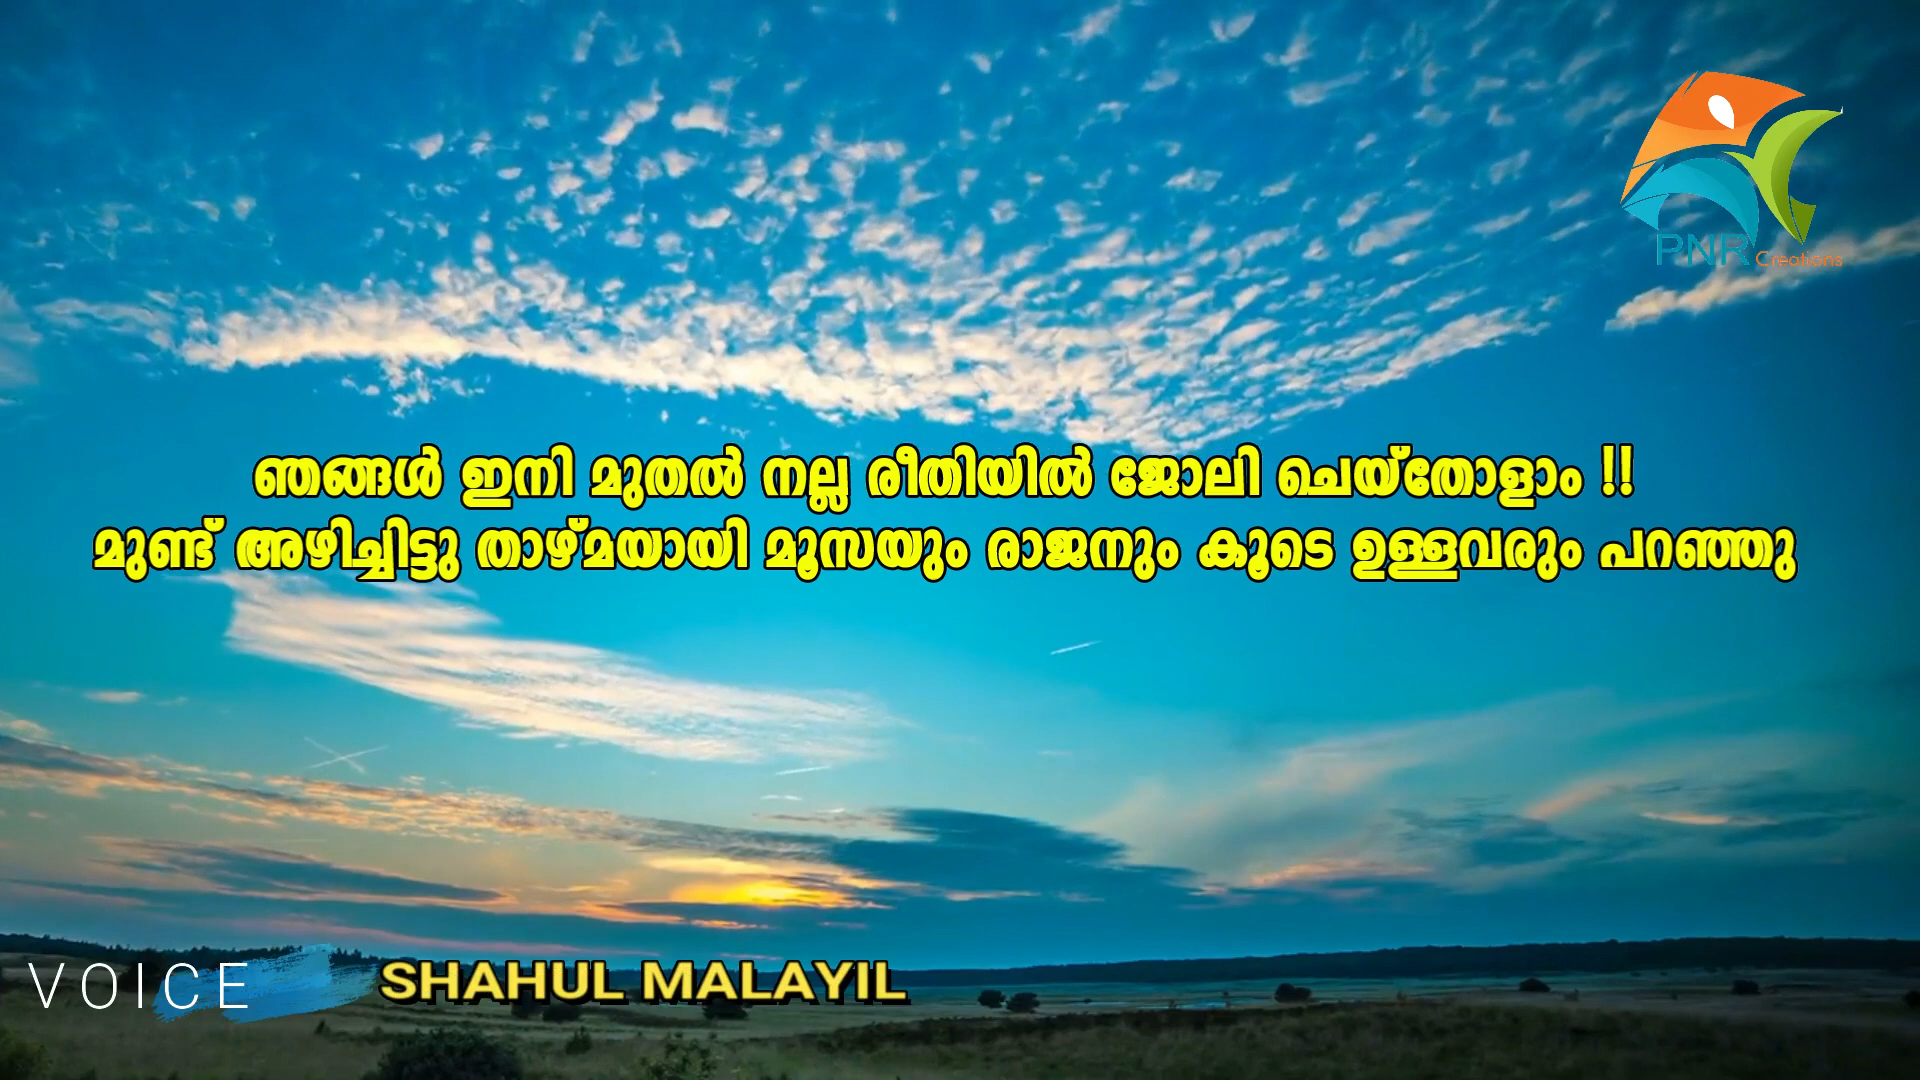 PNR Creations
ഞങ്ങൾ ഇനി മുതൽ നല്ല രീതിയിൽ ജോലി ചെയ്തോളാം !!
മുണ്ട് അഴിച്ചിട്ടു താഴ്മയായി മൂസയും രാജനും കൂടെ ഉള്ളവരും പറഞ്ഞു
VOICE SHAHUL MALAYIL